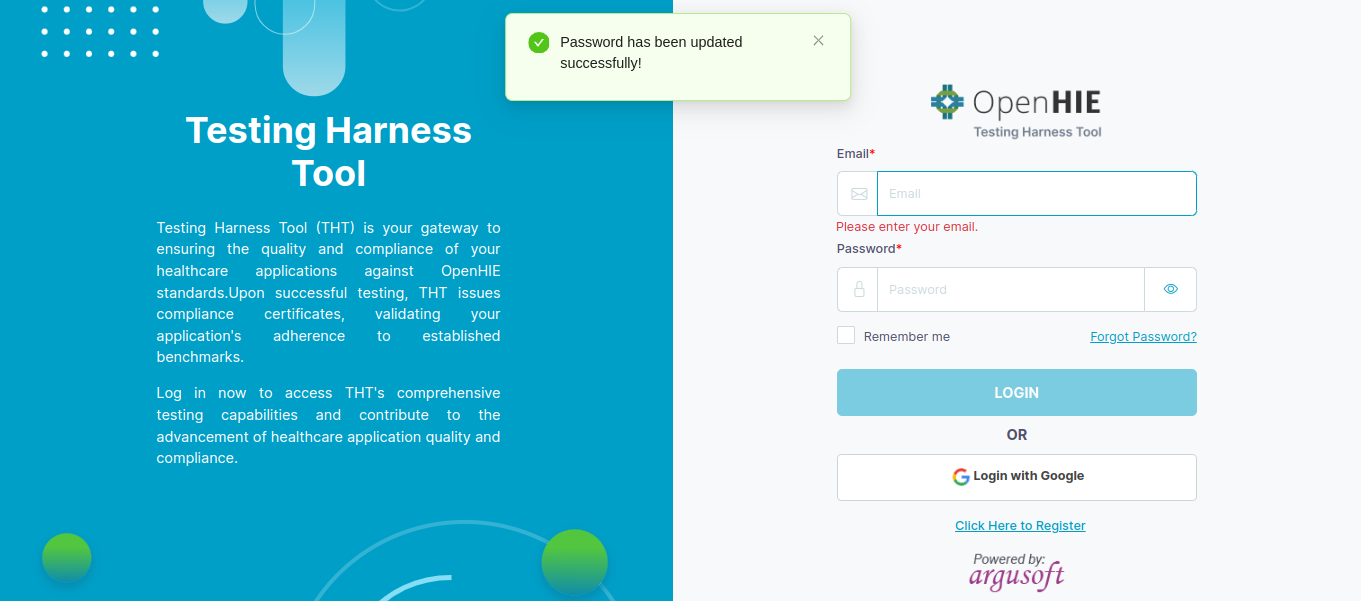 Password has been updated
successfully!
Testing Harness
Tool
Testing Harness Tool (THT) is your gateway to
ensuring the quality and compliance of your
healthcare applications against OpenHIE
standards.Upon successful testing, THT issues
compliance certificates, validating your
application's adherence to established
benchmarks.
Log in now to access THT's comprehensive
testing capabilities and contribute to the
advancement of healthcare application quality and
compliance.
OpenHIE
Testing Harness Tool
Email*
Email
Please enter your email.
Password*
Password
Remember me Forgot Password?
LOGIN
OR
Login with Google
Click Here to Register
Powered by:
argusoft